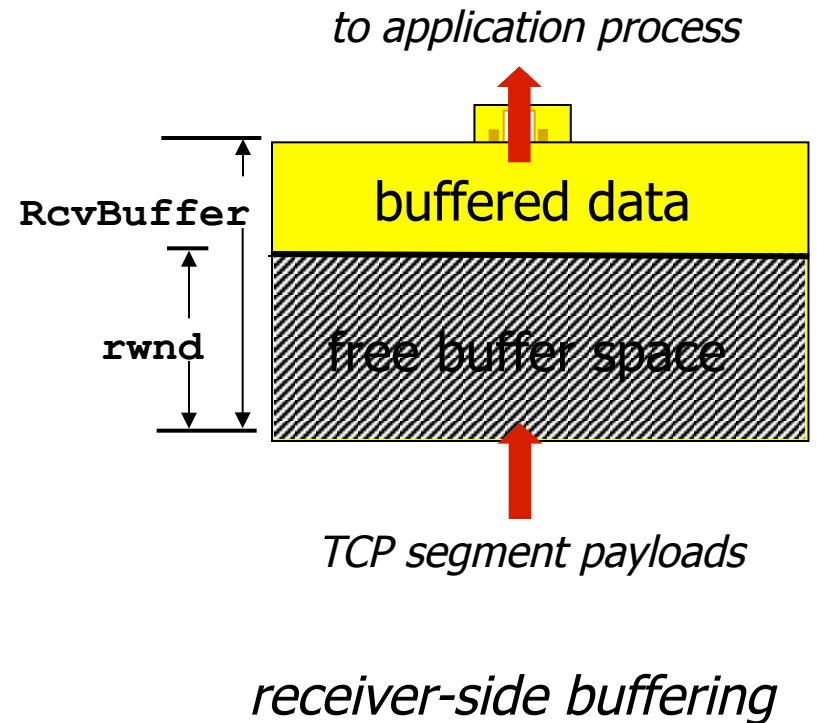 to application process
buffered data
RcvBuffer
rwnd
free buffer space
TCP segment payloads
receiver-side buffering